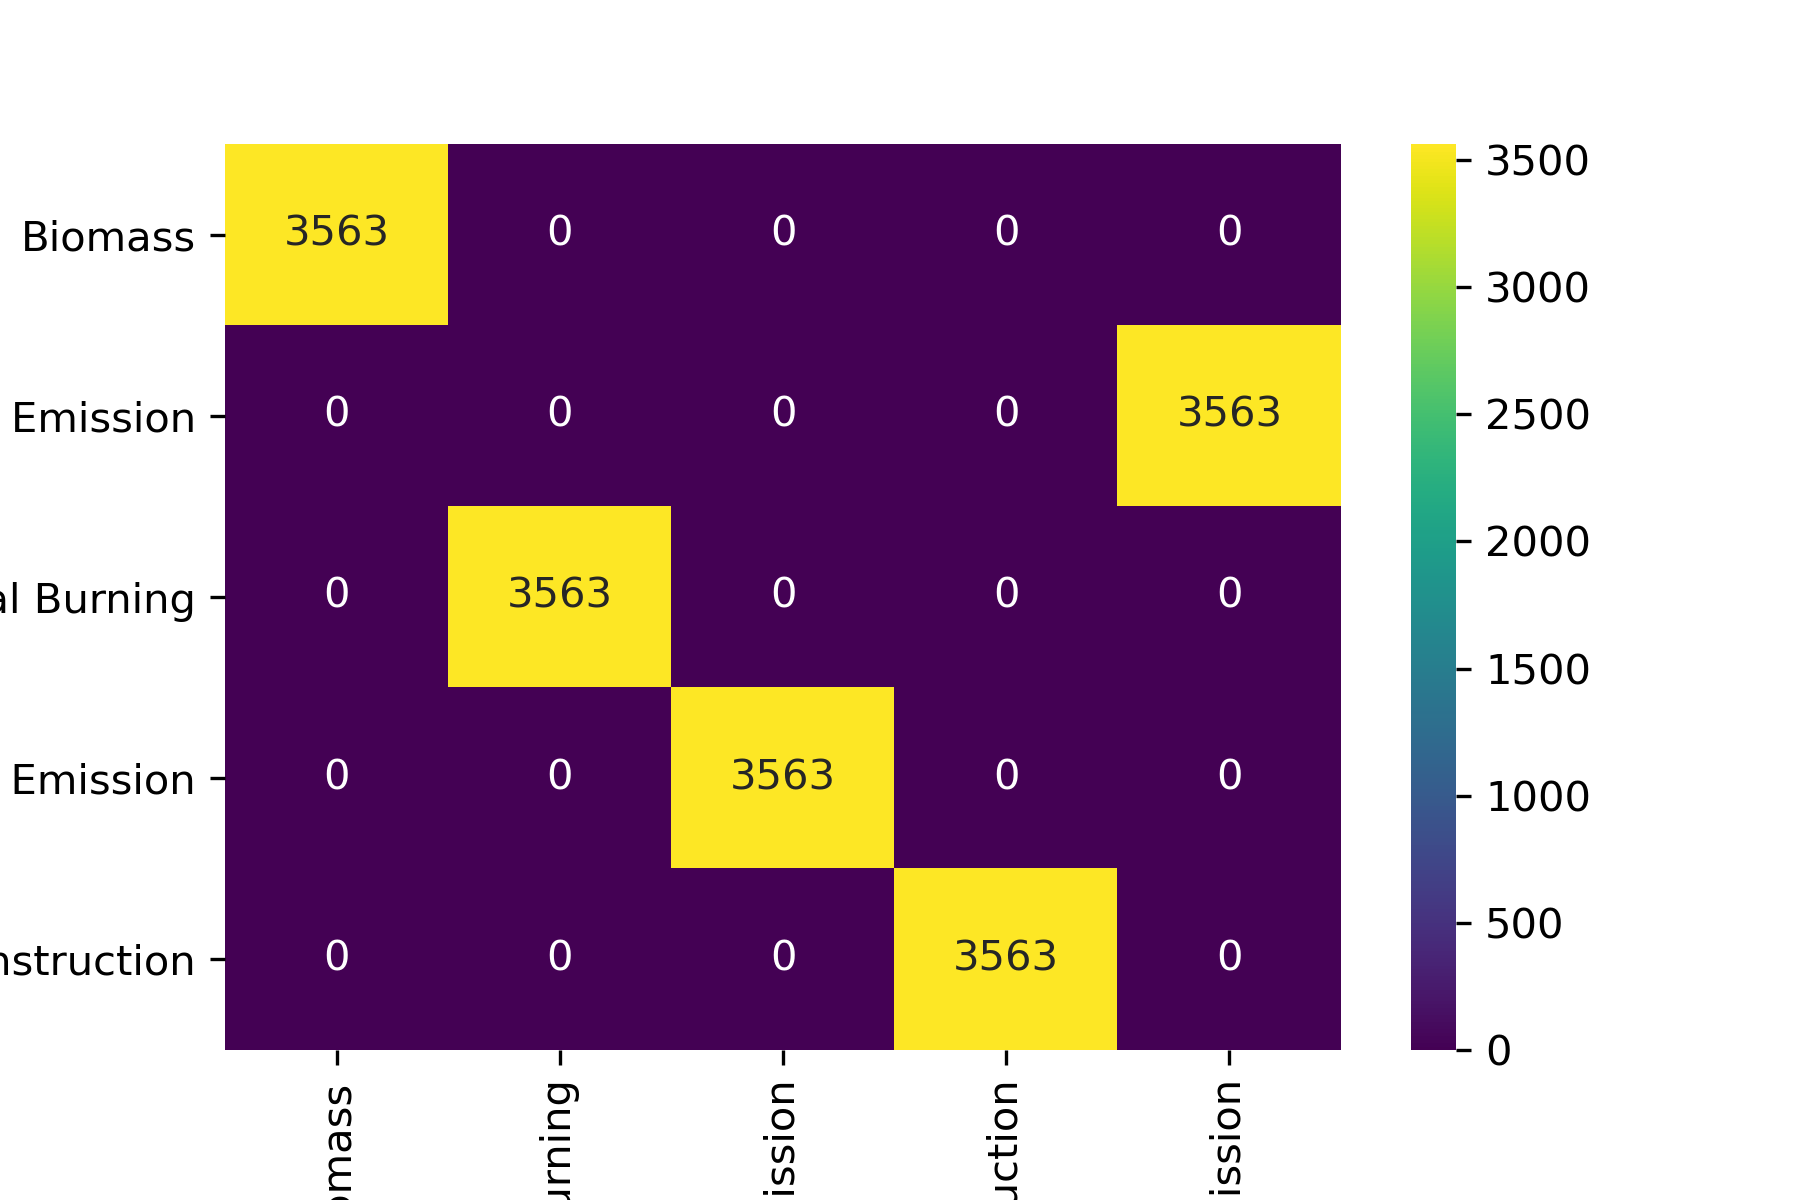 Biomass 3563 0 0 0 0
Emission 0 0 0 0 3563
al Burning 0 3563 0 0 0
Emission 0 0 3563 0 0
nstruction 0 0 0 3563 0
omass urning ission uction ission
3500
3000
2500
2000
1500
1000
500
0